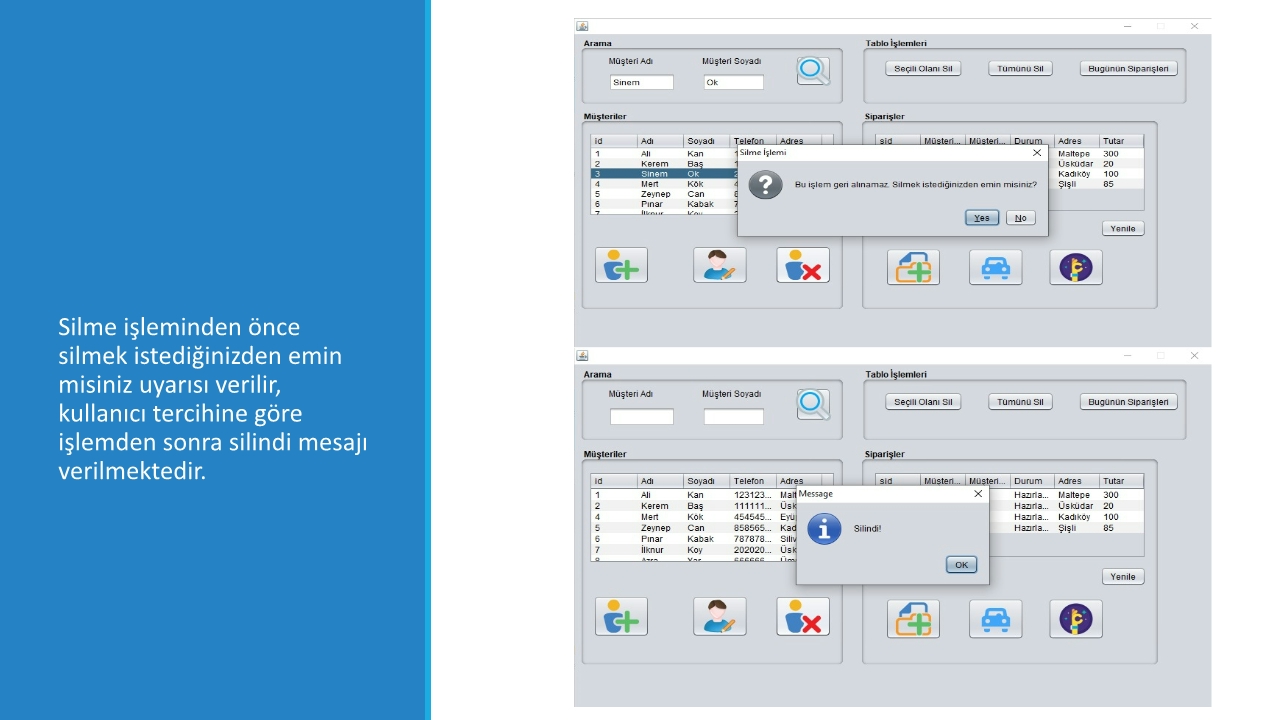 Silme işleminden önce
silmek istediğinizden emin
misiniz uyarısı verilir,
kullanıcı tercihine göre
işlemden sonra silindi mesajı
verilmektedir.
Arama
Tablo İşlemleri
Müşteri Adı Müşteri Soyadı
Sinem Ok
Seçili Olanı Sil Tümünü Sil Bugünün Siparişleri
Müşteriler
Siparişler
id Adı Soyadı Telefon Adres
1 Ali Kan
2 Kerem Baş
3 Sinem Ok
4 Mert Kök
5 Zeynep Can
6 Pınar Kabak
7 İlknur Koy
sid Müşteri... Müşteri... Durum Adres Tutar
Maltepe 300
Üsküdar 20
Kadıköy 100
Şişli 85
Silme İşlemi
Bu işlem geri alınamaz. Silmek istediğinizden emin misiniz?
Yes No
Yenile
Arama
Tablo İşlemleri
Müşteri Adı Müşteri Soyadı
Seçili Olanı Sil Tümünü Sil Bugünün Siparişleri
Müşteriler
Siparişler
id Adı Soyadı Telefon Adres
1 Ali Kan 123123...
2 Kerem Baş 111111...
4 Mert Kök 454545...
5 Zeynep Can 858565...
6 Pınar Kabak 787878...
7 İlknur Koy 202020...
8 Azra
sid Müşteri... Müşteri... Durum Adres Tutar
Hazırla... Maltepe 300
Hazırla... Üsküdar 20
Hazırla... Kadıköy 100
Hazırla... Şişli 85
Message
Silindi!
OK
Yenile